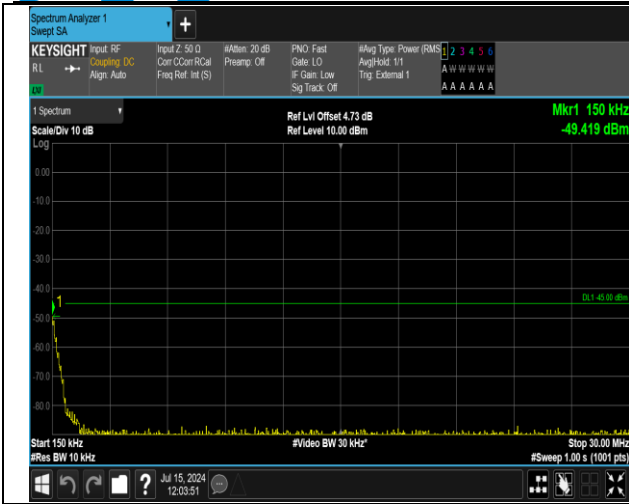 Spectrum Analyzer 1
Swept SA
KEYSIGHT
RL
Input: RF
Coupling: DC
Align: Auto
Input Z: 50 Ω
Corr CCorr RCal
Freq Ref: Int (S)
#Atten: 20 dB
Preamp: Off
PNO: Fast
Gate: LO
IF Gain: Low
Sig Track: Off
#Avg Type: Power (RMS
Avg|Hold: 1/1
Trig: External 1
1 2 3 4 5 6
A W W W W W
A A A A A A
1 Spectrum
Scale/Div 10 dB
Ref Lvl Offset 4.73 dB
Ref Level 10.00 dBm
Mkr1 150 kHz
-49.419 dBm
Log
0.00
-10.0
-20.0
-30.0
-40.0
-50.0
-60.0
-70.0
-80.0
1
DL1 -45.00 dBm
Start 150 kHz
#Video BW 30 kHz*
Stop 30.00 MHz
#Res BW 10 kHz
#Sweep 1.00 s (1001 pts)
?
Jul 15, 2024
12:03:51